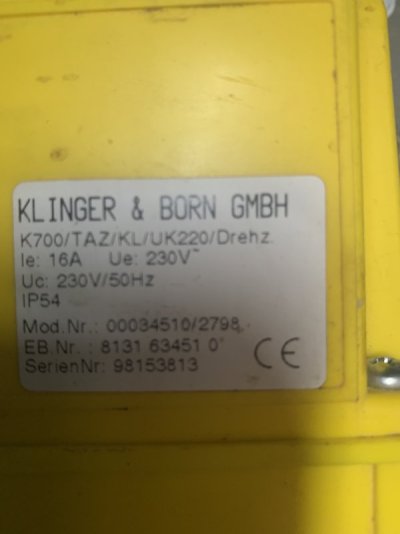 KLINGER & BORN GMBH
K700/TAZ/KL/UK220/Drehz.
Ie: 16A Ue: 230V~
Uc: 230V/50Hz
IP54
Mod.Nr.: 00034510/2798
EB.Nr. : 8131 63451 0
SerienNr: 98153813
CE